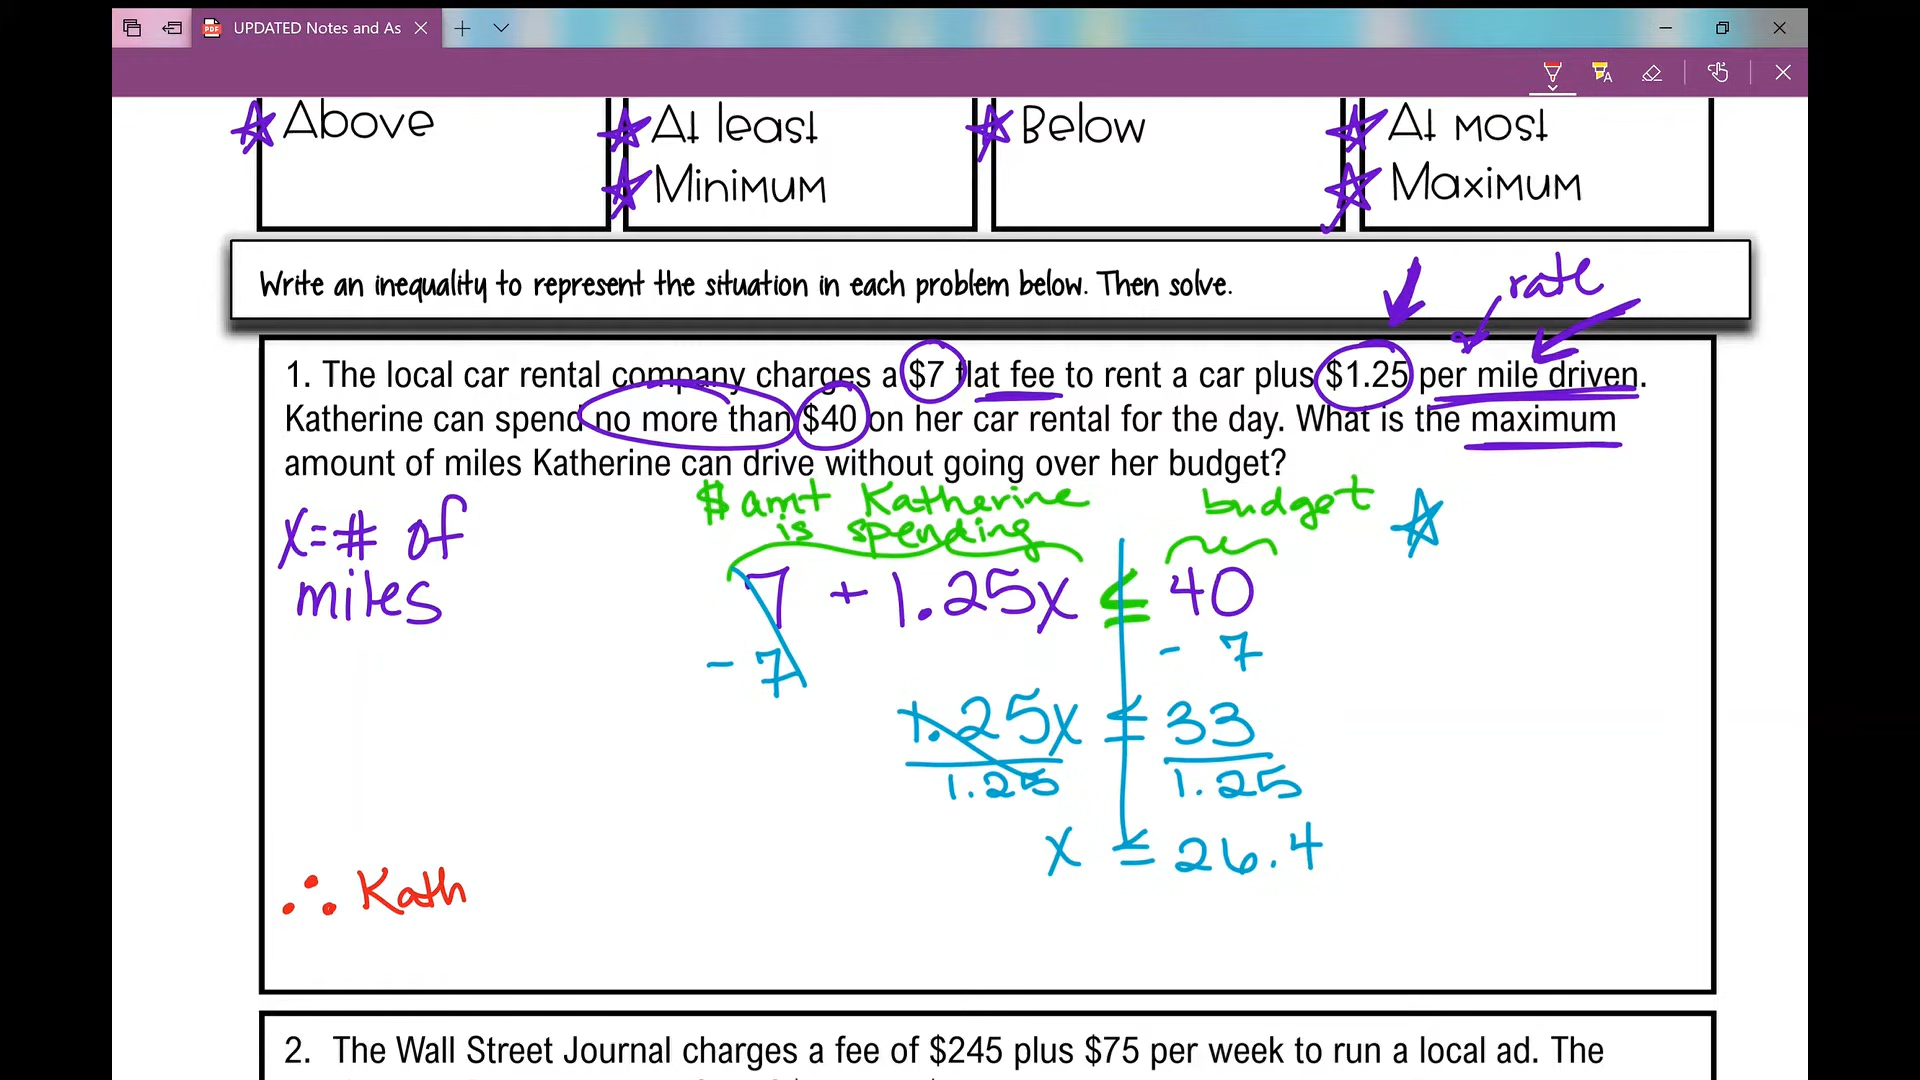 UPDATED Notes and As
Above
At least
Minimum
Below
At most
Maximum
Write an inequality to represent the situation in each problem below. Then solve.
rate
1. The local car rental company charges a $7 flat fee to rent a car plus $1.25 per mile driven.
Katherine can spend no more than $40 on her car rental for the day. What is the maximum
amount of miles Katherine can drive without going over her budget?
$ amt Katherine
is spending
budget
x = # of
miles
7 + 1.25x ≤ 40
- 7 - 7
1.25x ≤ 33
1.25 1.25
x ≤ 26.4
∴ Kath
2. The Wall Street Journal charges a fee of $245 plus $75 per week to run a local ad. The